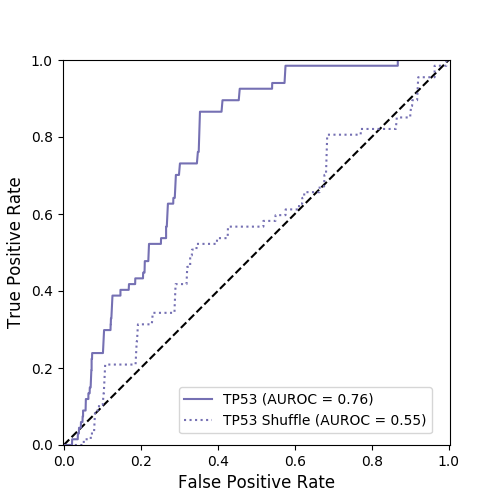 1.0
0.8
0.6
0.4
0.2
0.0
True Positive Rate
TP53 (AUROC = 0.76)
TP53 Shuffle (AUROC = 0.55)
0.0 0.2 0.4 0.6 0.8 1.0
False Positive Rate